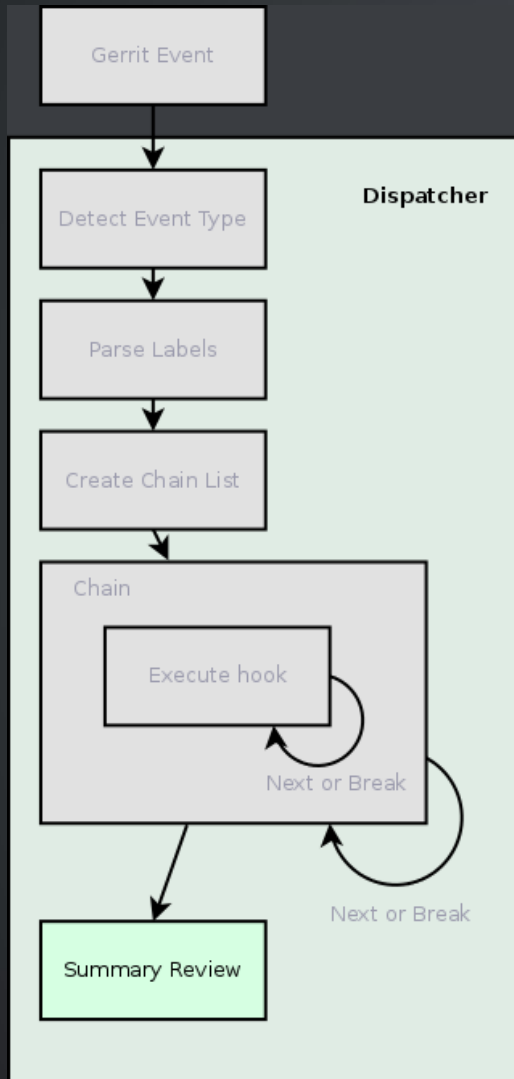 Gerrit Event
Dispatcher
Detect Event Type
Parse Labels
Create Chain List
Chain
Execute hook
Next or Break
Next or Break
Summary Review